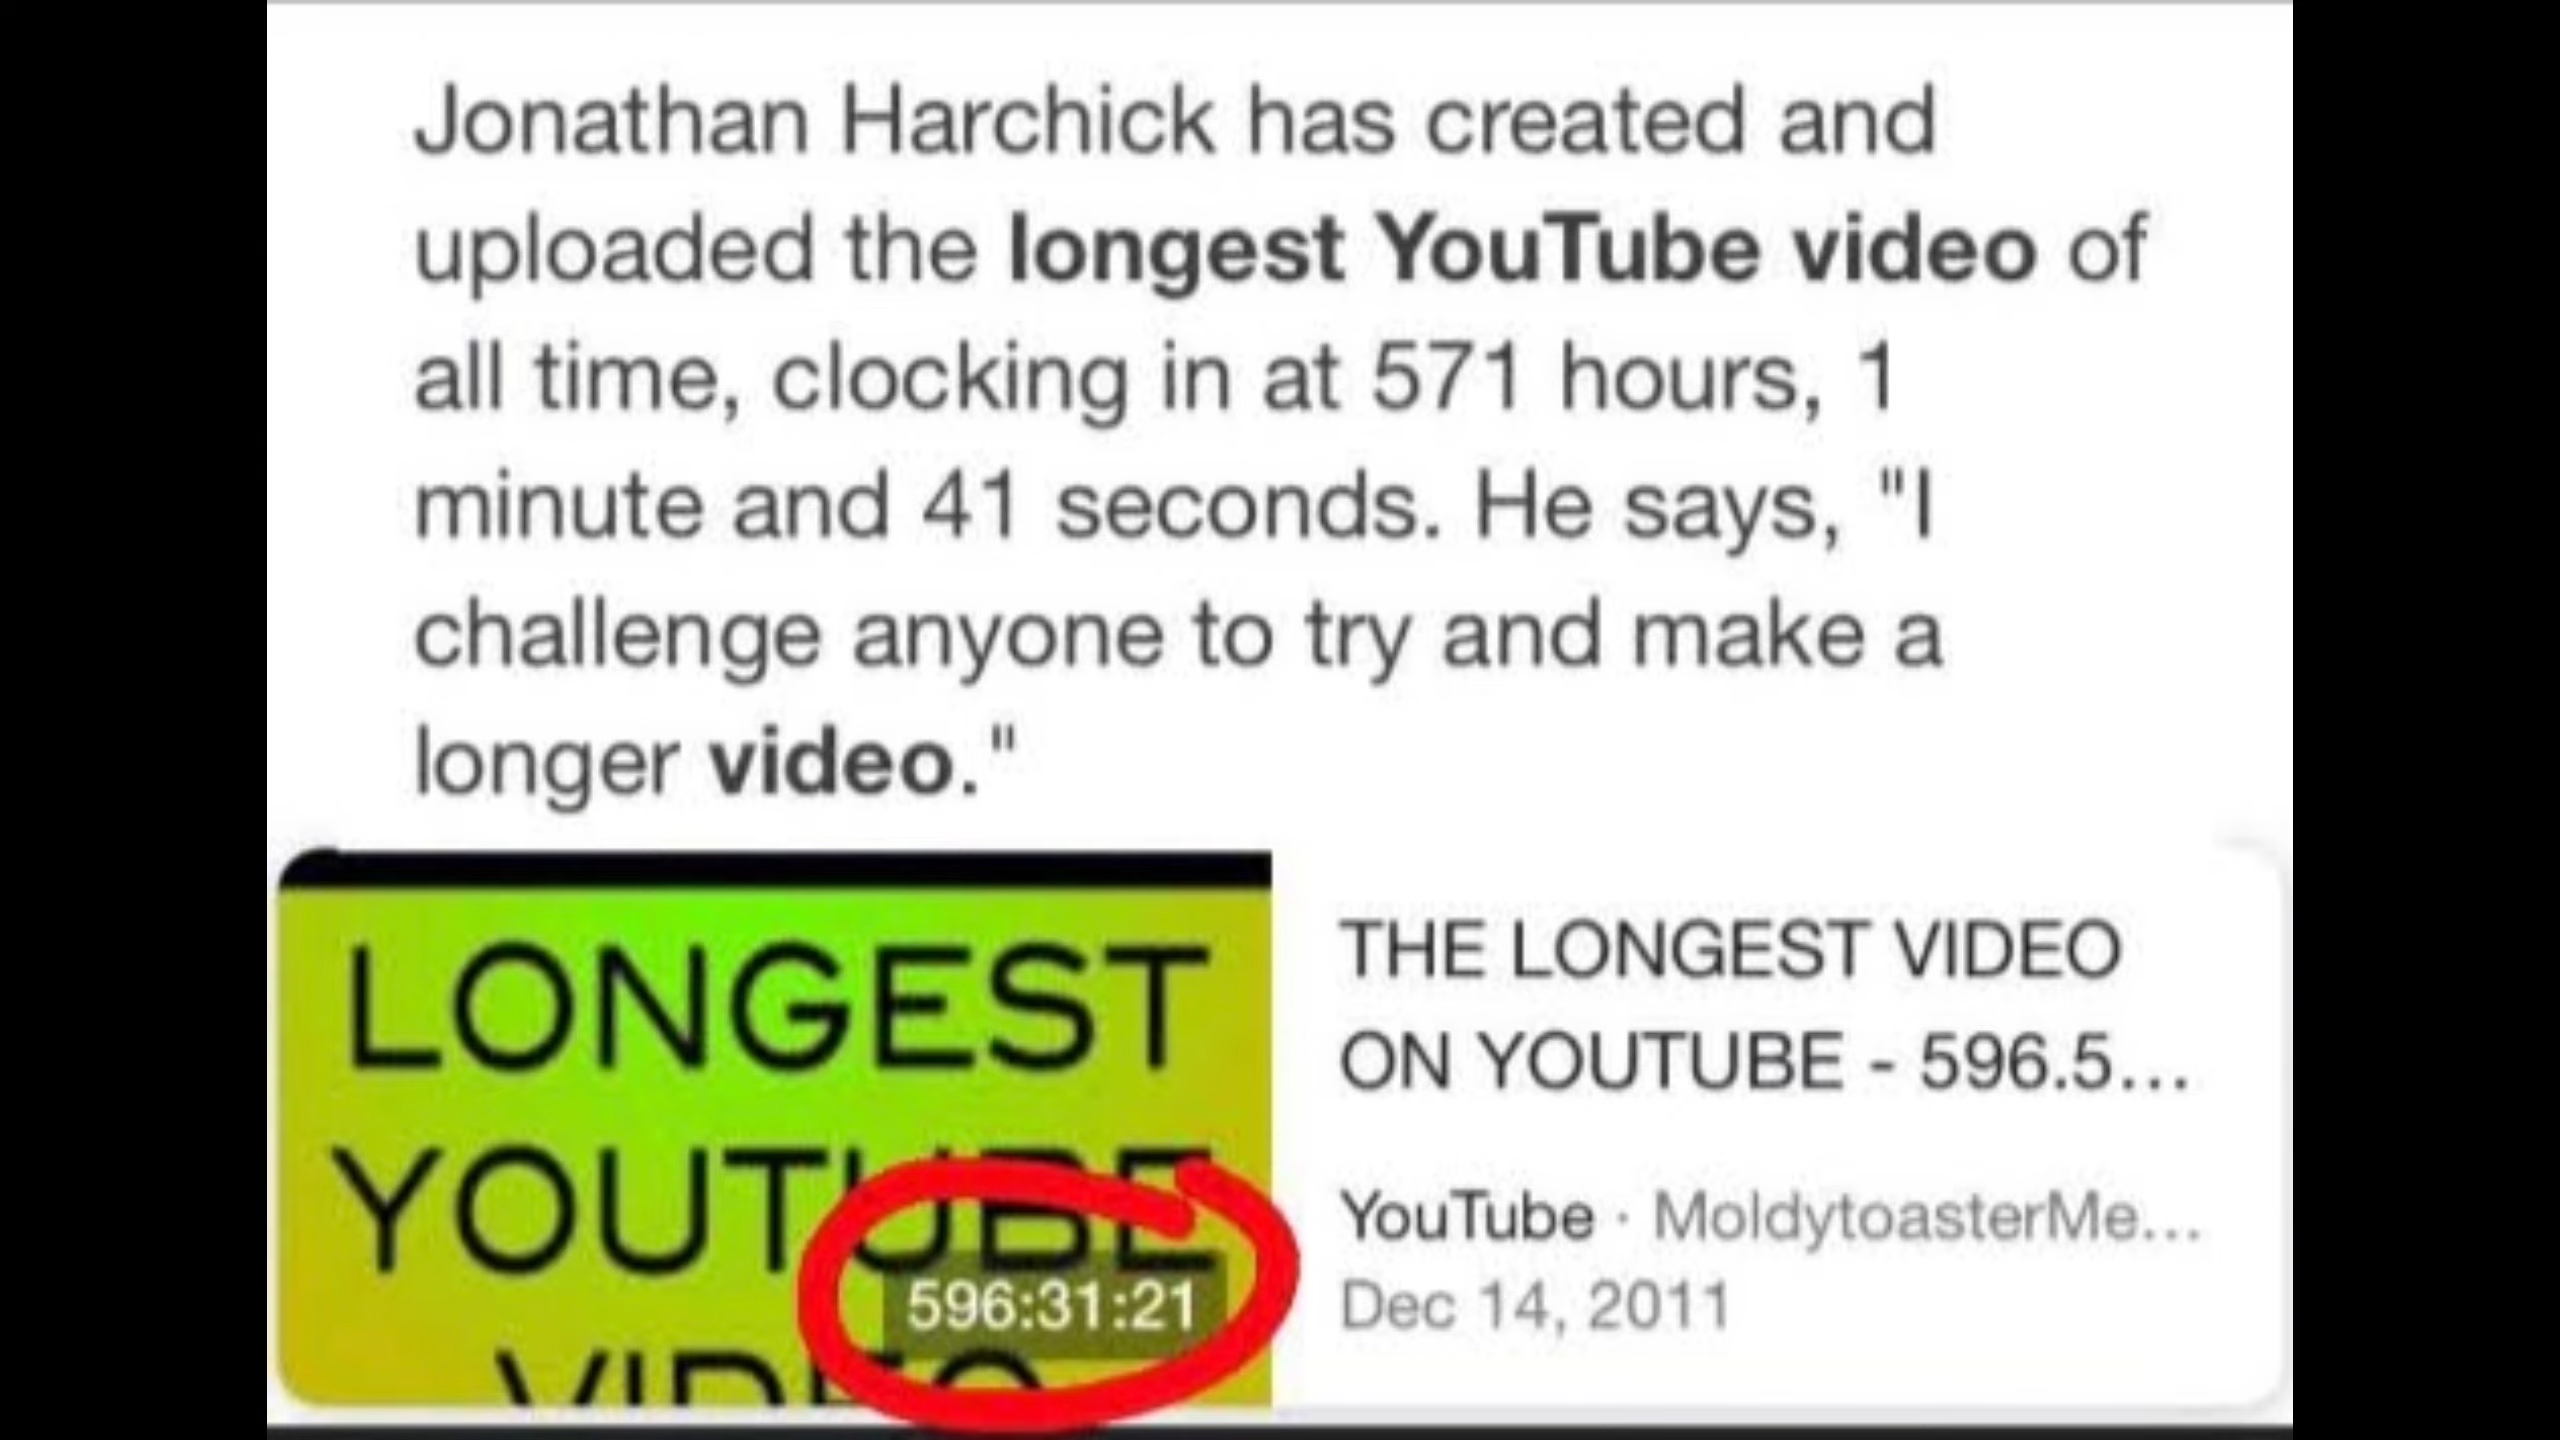 Jonathan Harchick has created and
uploaded the longest YouTube video of
all time, clocking in at 571 hours, 1
minute and 41 seconds. He says, "I
challenge anyone to try and make a
longer video."
LONGEST
YOUTUBE
VIDEO
596:31:21
THE LONGEST VIDEO
ON YOUTUBE - 596.5...
YouTube · MoldytoasterMe...
Dec 14, 2011